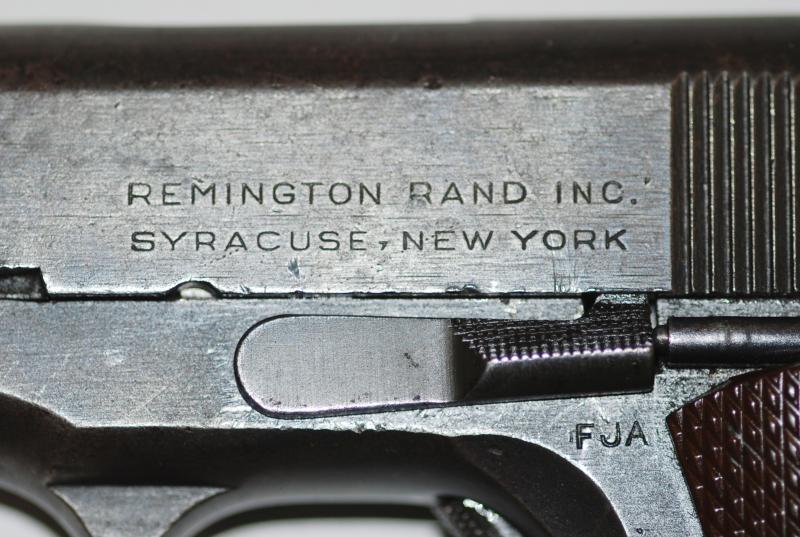 REMINGTON RAND INC.
SYRACUSE, NEW YORK
FJA